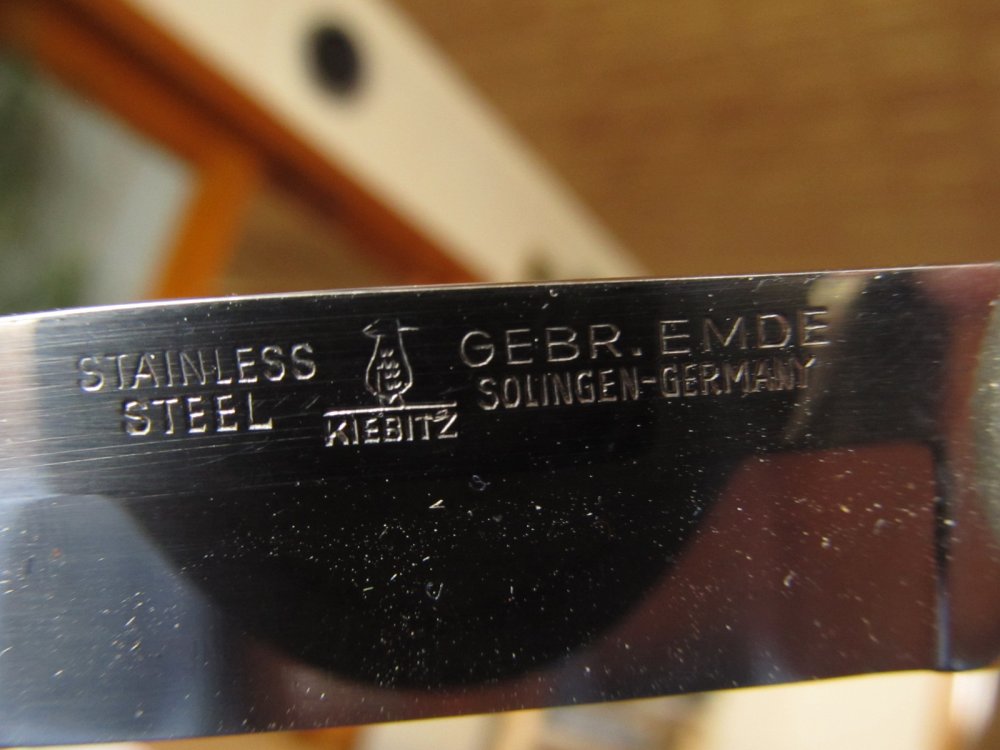 STAINLESS
STEEL
KIEBITZ
GEBR. EMDE
SOLINGEN-GERMANY